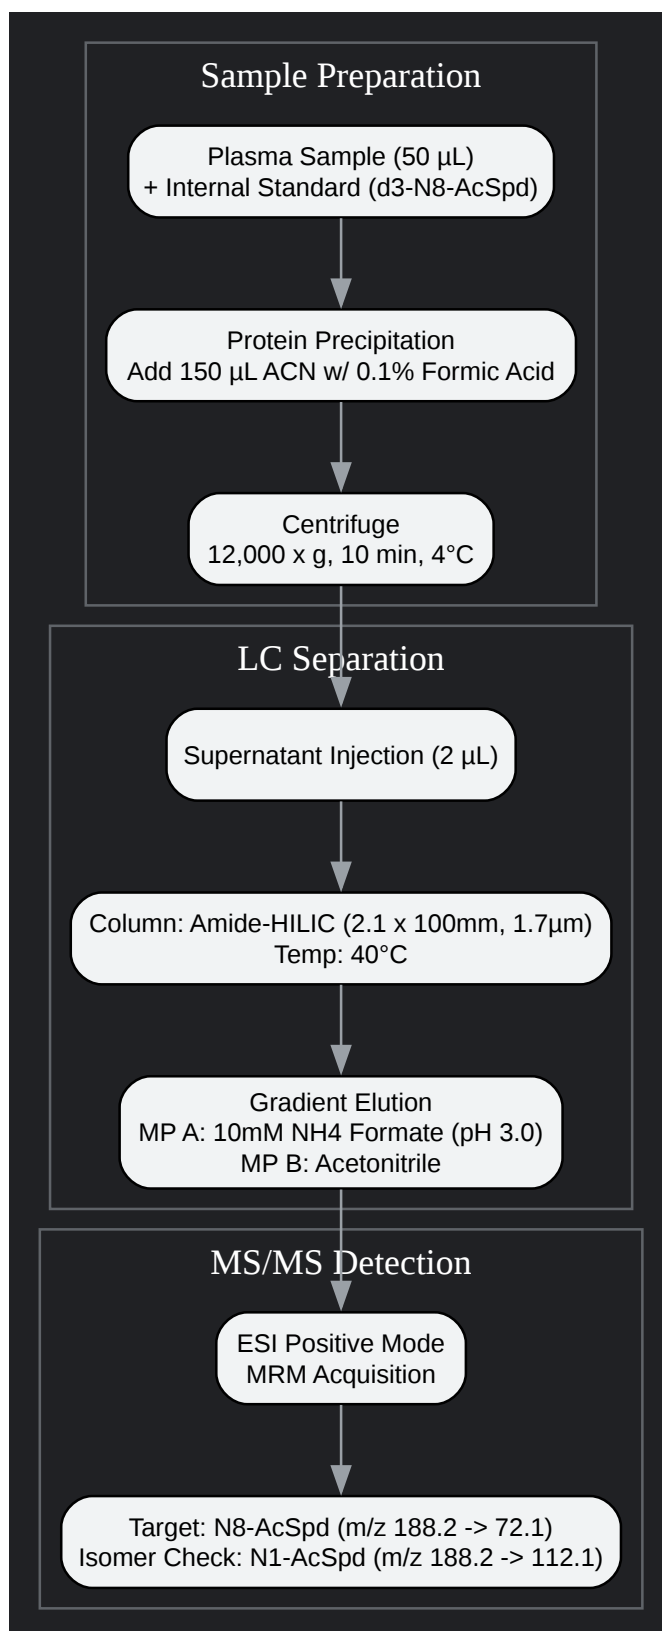 Sample Preparation
Plasma Sample (50 µL)
+ Internal Standard (d3-N8-AcSpd)
Protein Precipitation
Add 150 µL ACN w/ 0.1% Formic Acid
Centrifuge
12,000 x g, 10 min, 4°C
LC Separation
Supernatant Injection (2 µL)
Column: Amide-HILIC (2.1 x 100mm, 1.7µm)
Temp: 40°C
Gradient Elution
MP A: 10mM NH4 Formate (pH 3.0)
MP B: Acetonitrile
MS/MS Detection
ESI Positive Mode
MRM Acquisition
Target: N8-AcSpd (m/z 188.2 -> 72.1)
Isomer Check: N1-AcSpd (m/z 188.2 -> 112.1)